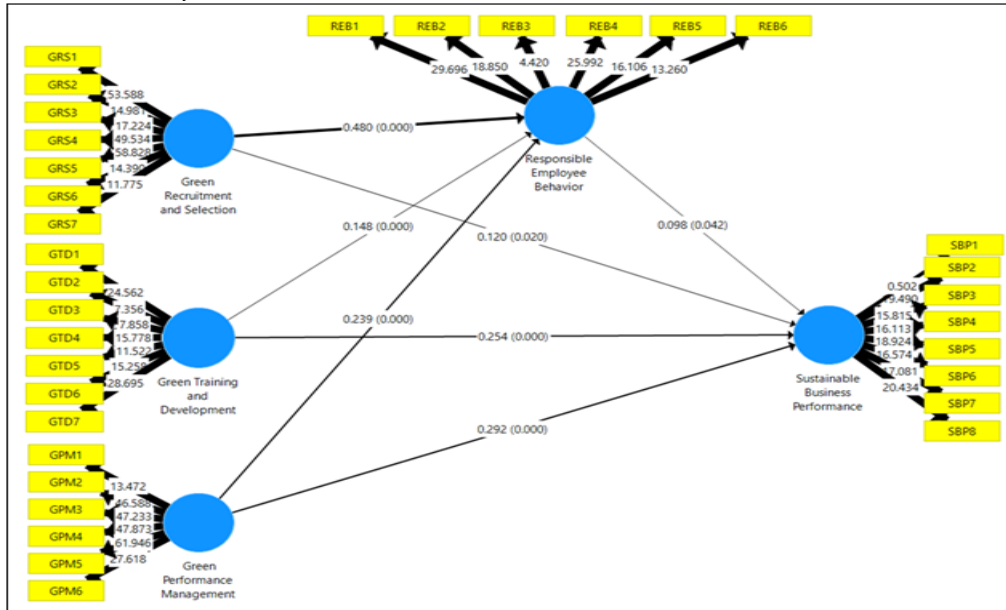 REB1 REB2 REB3 REB4 REB5 REB6
29.696 18.850 4.420 25.992 16.106 13.260
Responsible
Employee
Behavior
GRS1
GRS2
GRS3
GRS4
GRS5
GRS6
GRS7
53.588
14.981
17.224
49.534
58.828
14.390
11.775
Green
Recruitment
and Selection
0.480 (0.000)
0.148 (0.000)
0.120 (0.020)
0.098 (0.042)
GTD1
GTD2
GTD3
GTD4
GTD5
GTD6
GTD7
24.562
7.356
7.858
15.778
11.522
15.258
28.695
Green Training
and
Development
0.239 (0.000)
0.254 (0.000)
SBP1
SBP2
SBP3
SBP4
SBP5
SBP6
SBP7
SBP8
0.502
15.815
16.113
18.924
16.574
17.081
20.434
Sustainable
Business
Performance
0.292 (0.000)
GPM1
GPM2
GPM3
GPM4
GPM5
GPM6
13.472
46.588
47.233
47.873
61.946
27.618
Green
Performance
Management